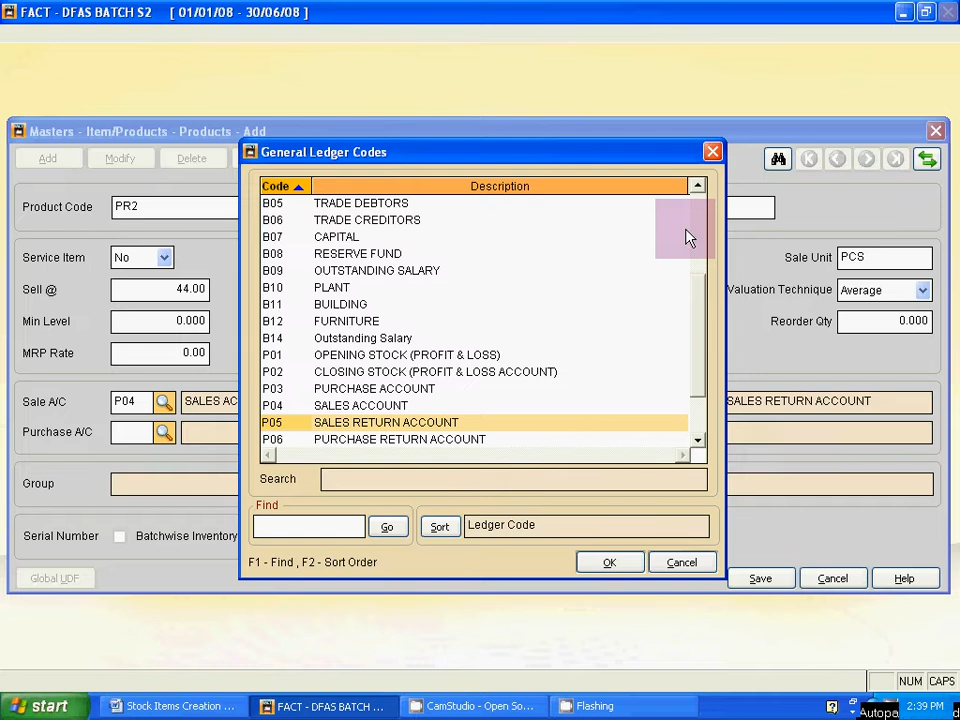 FACT - DFAS BATCH S2 [ 01/01/08 - 30/06/08 ]
Masters - Item/Products - Products - Add
Add Modify Delete
General Ledger Codes
Code Description
B05 TRADE DEBTORS
B06 TRADE CREDITORS
B07 CAPITAL
B08 RESERVE FUND
B09 OUTSTANDING SALARY
B10 PLANT
B11 BUILDING
B12 FURNITURE
B14 Outstanding Salary
P01 OPENING STOCK (PROFIT & LOSS)
P02 CLOSING STOCK (PROFIT & LOSS ACCOUNT)
P03 PURCHASE ACCOUNT
P04 SALES ACCOUNT
P05 SALES RETURN ACCOUNT
P06 PURCHASE RETURN ACCOUNT
Search
Find
Go Sort Ledger Code
F1 - Find , F2 - Sort Order
OK Cancel
Product Code PR2
Service Item No
Sale Unit PCS
Sell @ 44.00
Valuation Technique Average
Min Level 0.000
Reorder Qty 0.000
MRP Rate 0.00
Sale A/C P04 SALES AC
SALES RETURN ACCOUNT
Purchase A/C
Group
Serial Number Batchwise Inventory
Global UDF
Save Cancel Help
NUM CAPS
start
Stock Items Creation ...
FACT - DFAS BATCH ...
CamStudio - Open So...
Flashing
2:39 PM